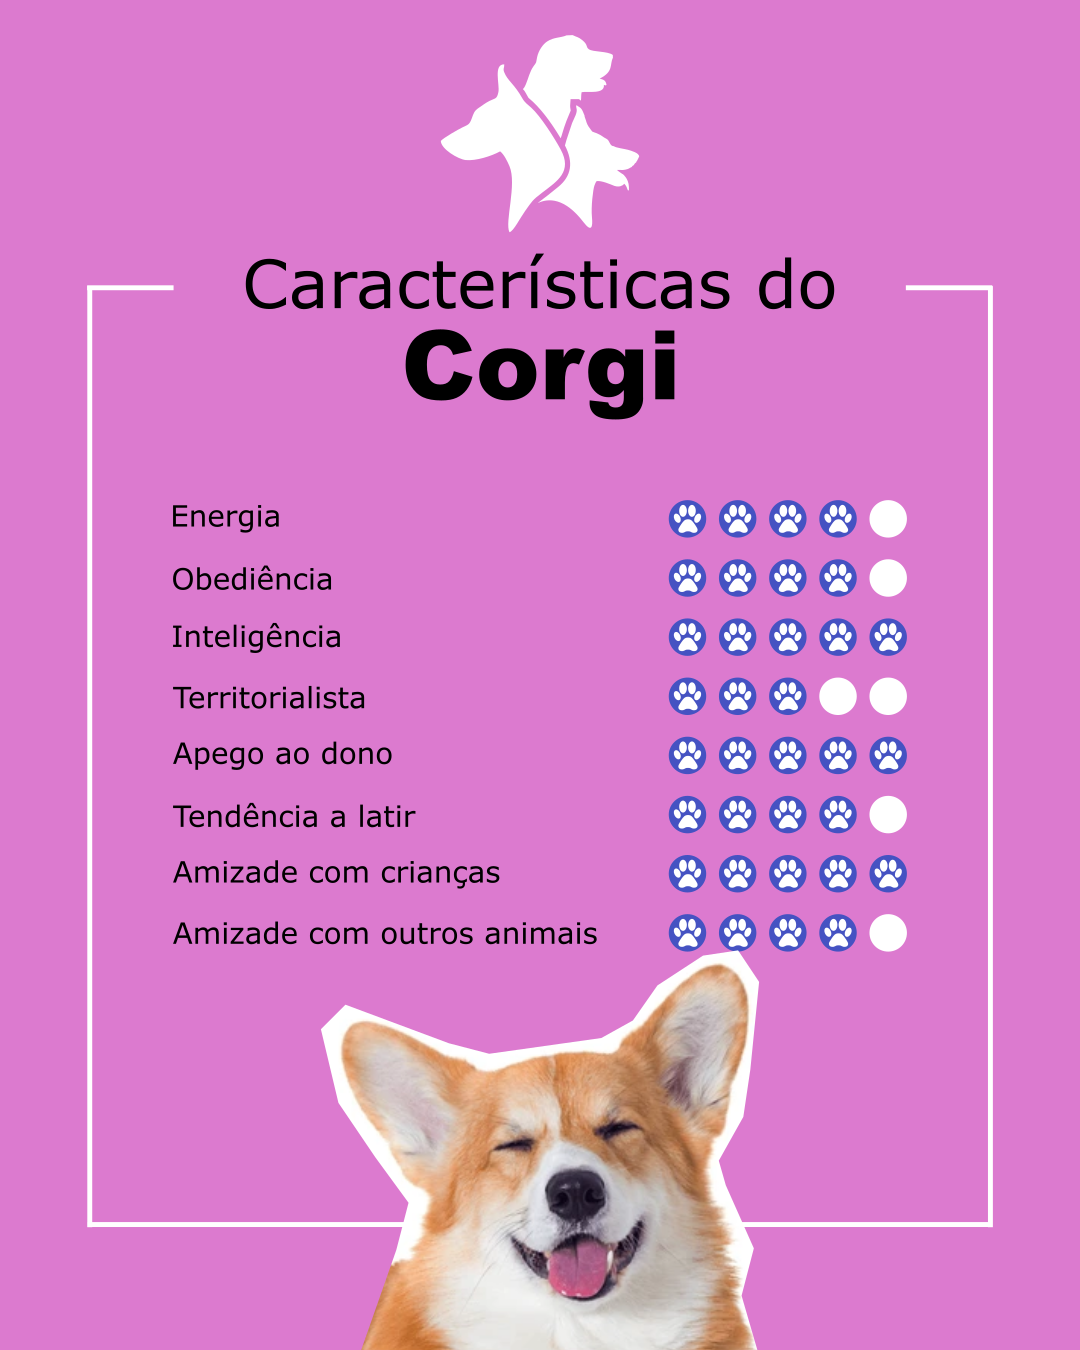 Características do
Corgi
Energia
Obediência
Inteligência
Territorialista
Apego ao dono
Tendência a latir
Amizade com crianças
Amizade com outros animais